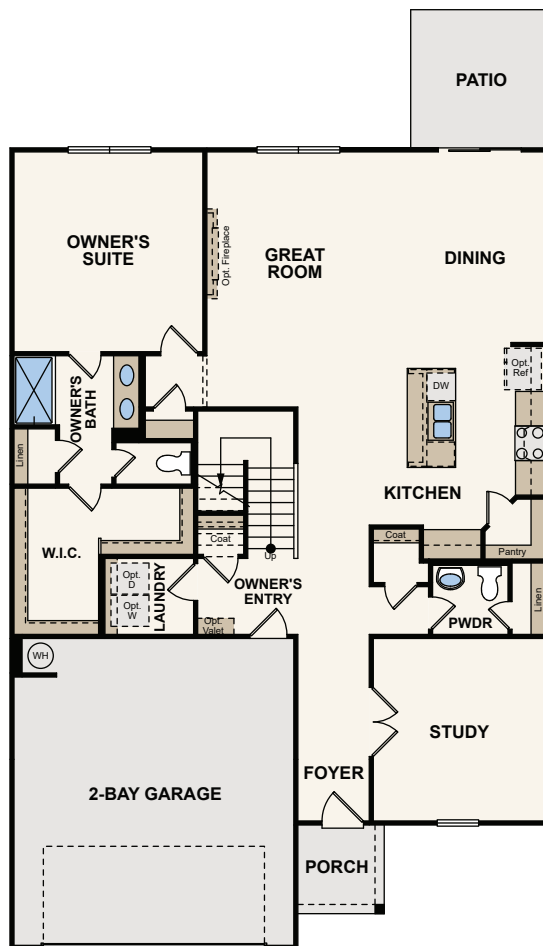 PATIO
OWNER'S
SUITE
Opt. Fireplace
GREAT
ROOM
DINING
Opt.
Ref
DW
OWNER'S
BATH
Linen
KITCHEN
W.I.C.
Coat
Up
Coat
Pantry
Opt.
D
Opt.
W
LAUNDRY
OWNER'S
ENTRY
Opt.
Valet
PWDR
Linen
WH
STUDY
FOYER
2-BAY GARAGE
PORCH